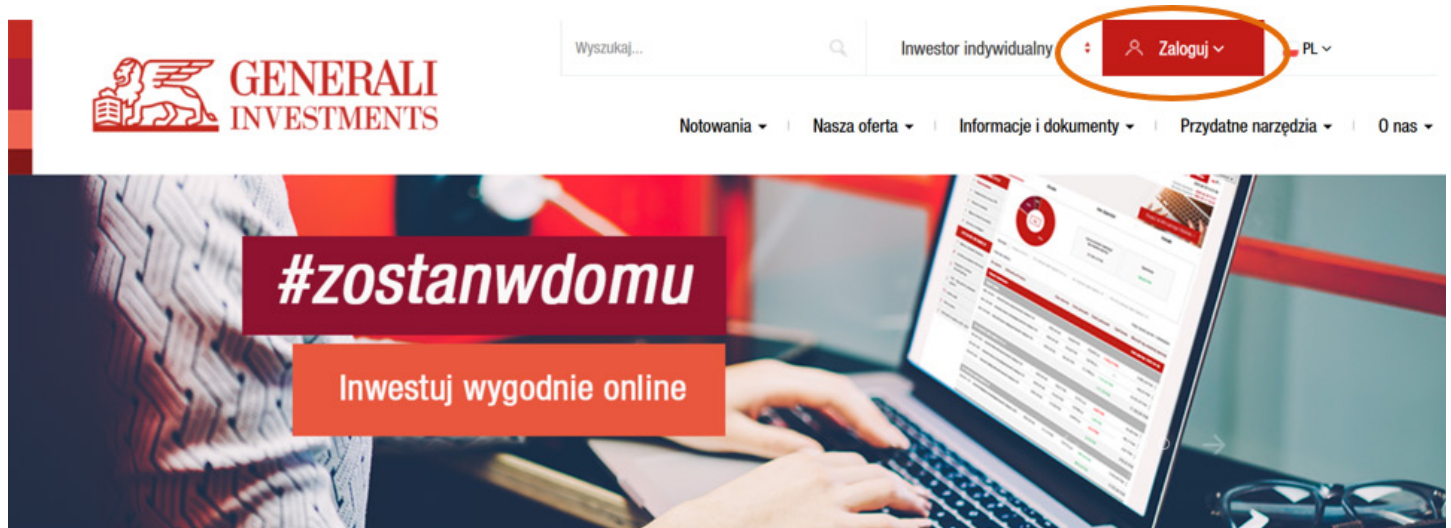 Wyszukaj...
Inwestor indywidualny
Zaloguj
PL
GENERALI
INVESTMENTS
Notowania
Nasza oferta
Informacje i dokumenty
Przydatne narzędzia
O nas
#zostanwdomu
Inwestuj wygodnie online